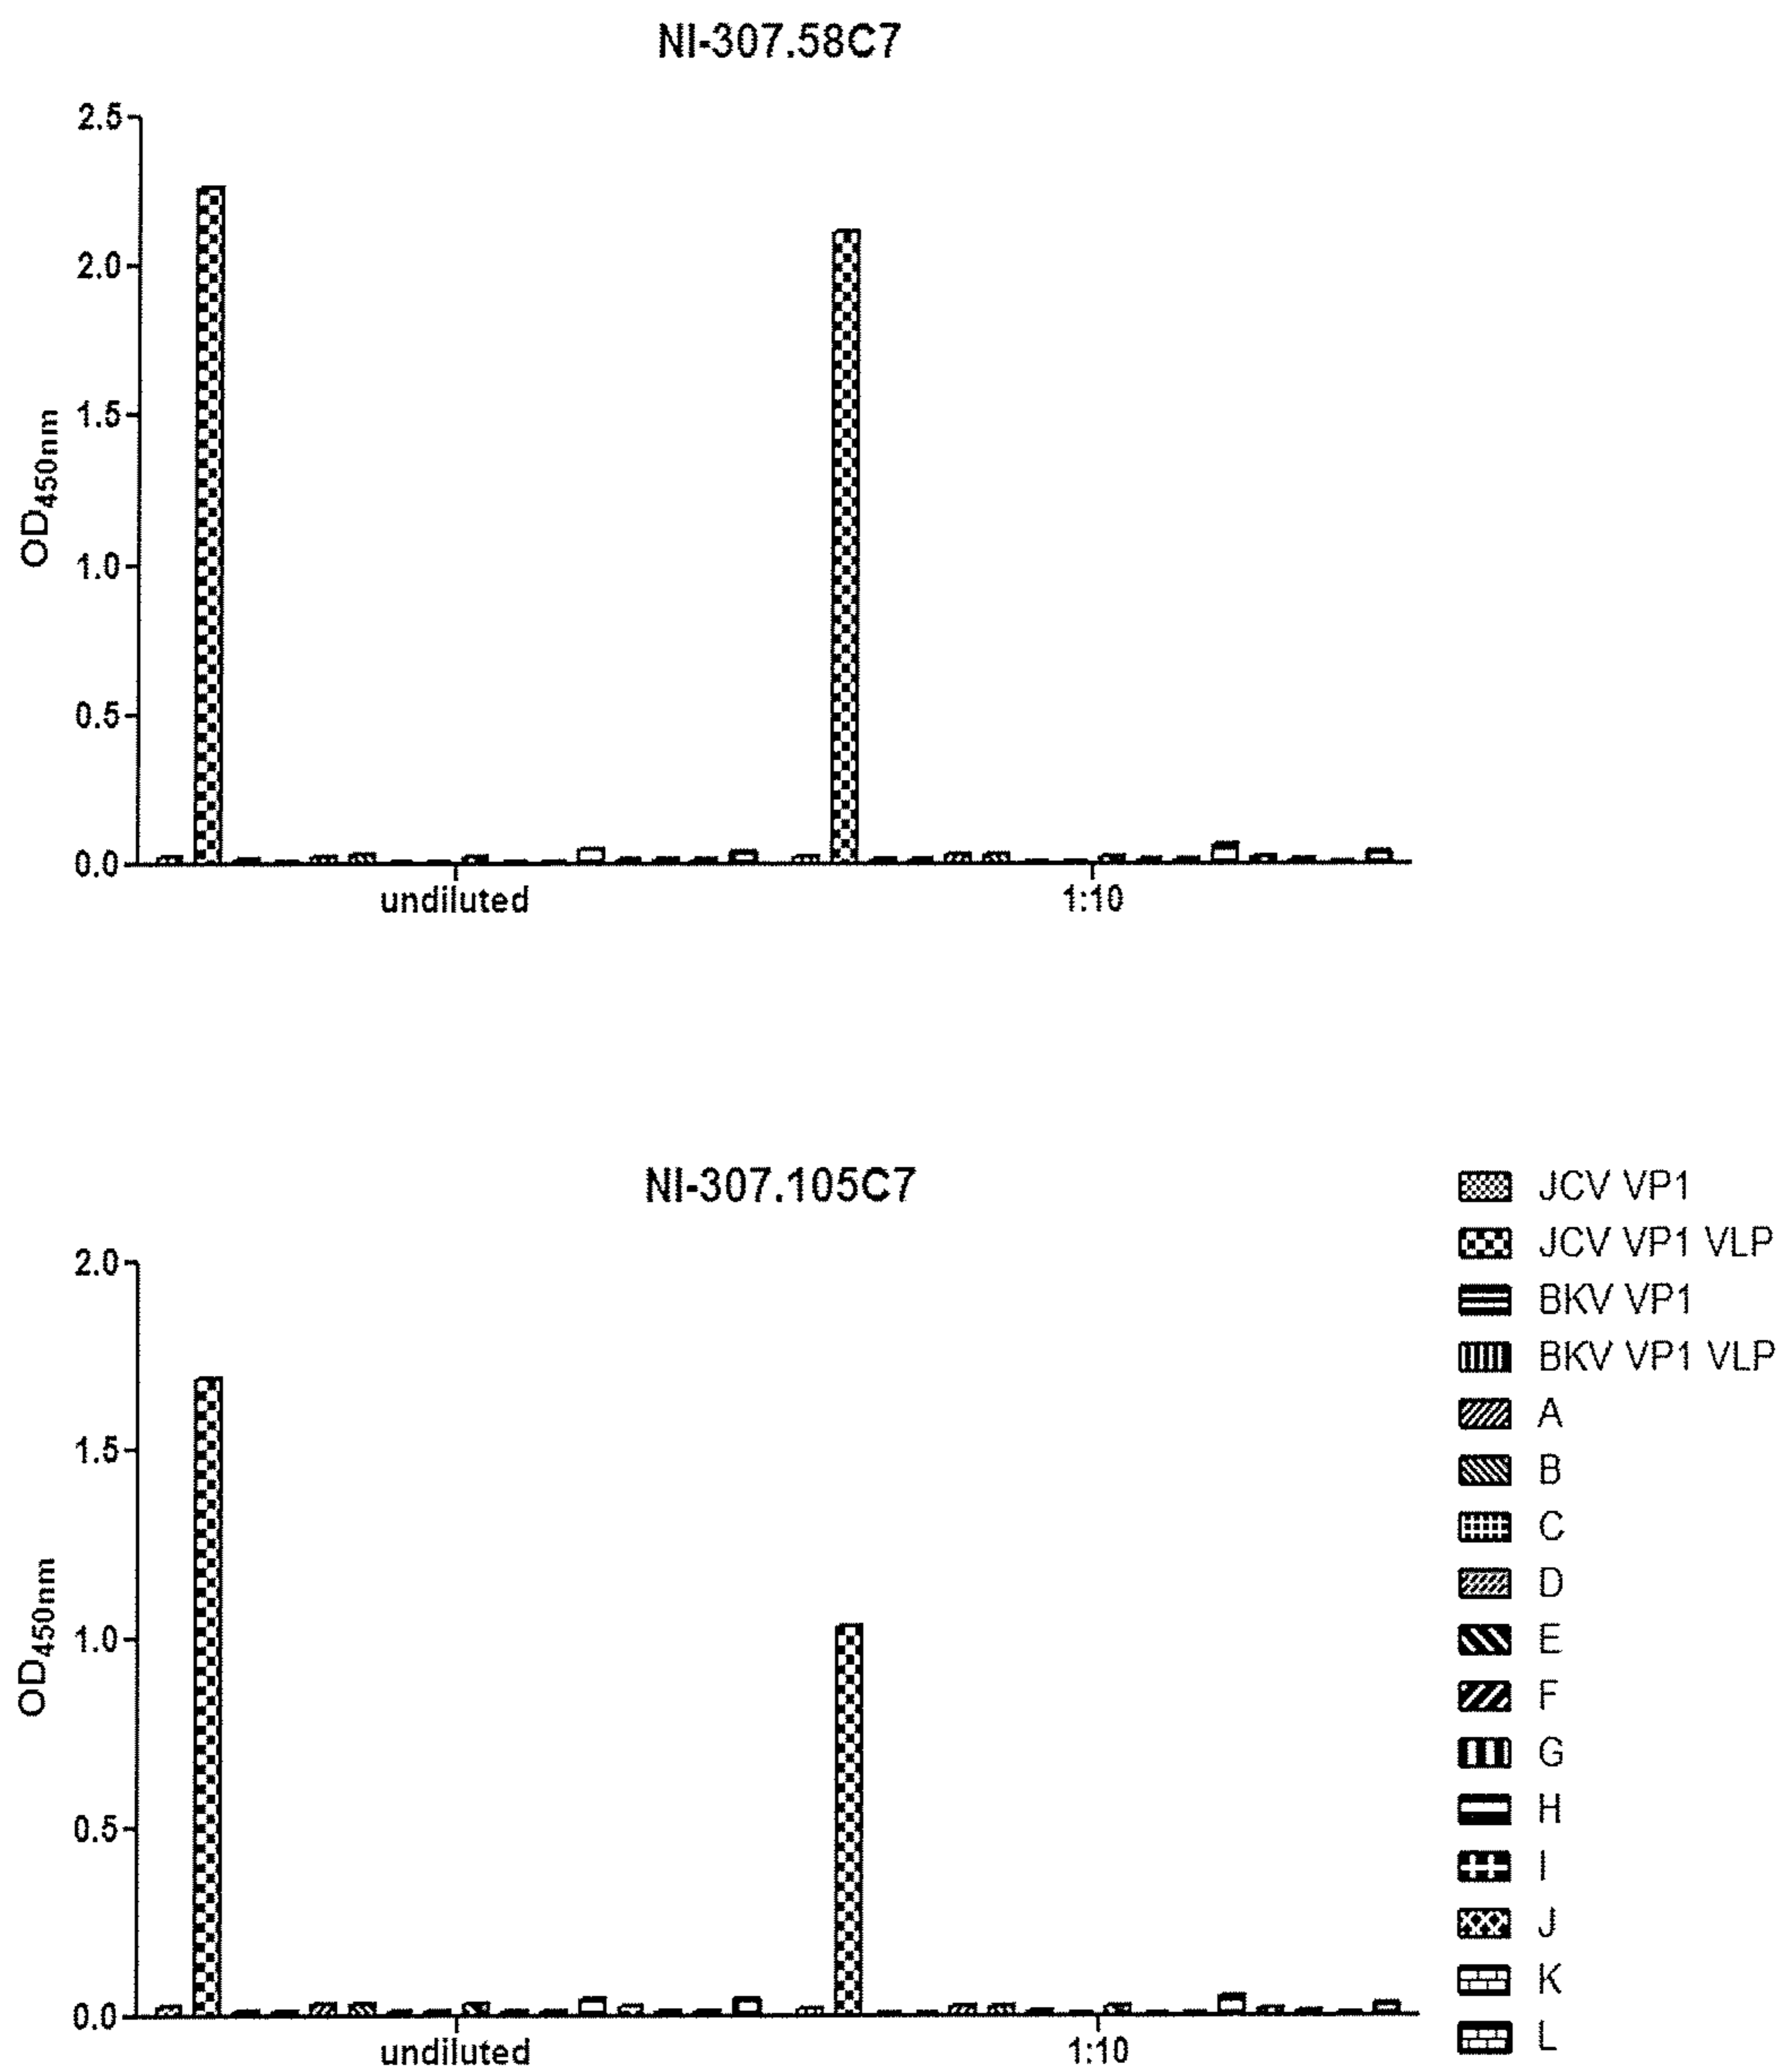 NI-307.58C7
2.5
2.0
1.5
1.0
0.5
0.0
OD450nm
undiluted
1:10
NI-307.105C7
2.0
1.5
1.0
0.5
0.0
OD450nm
undiluted
1:10
JCV VP1
JCV VP1 VLP
BKV VP1
BKV VP1 VLP
A
B
C
D
E
F
G
H
I
J
K
L